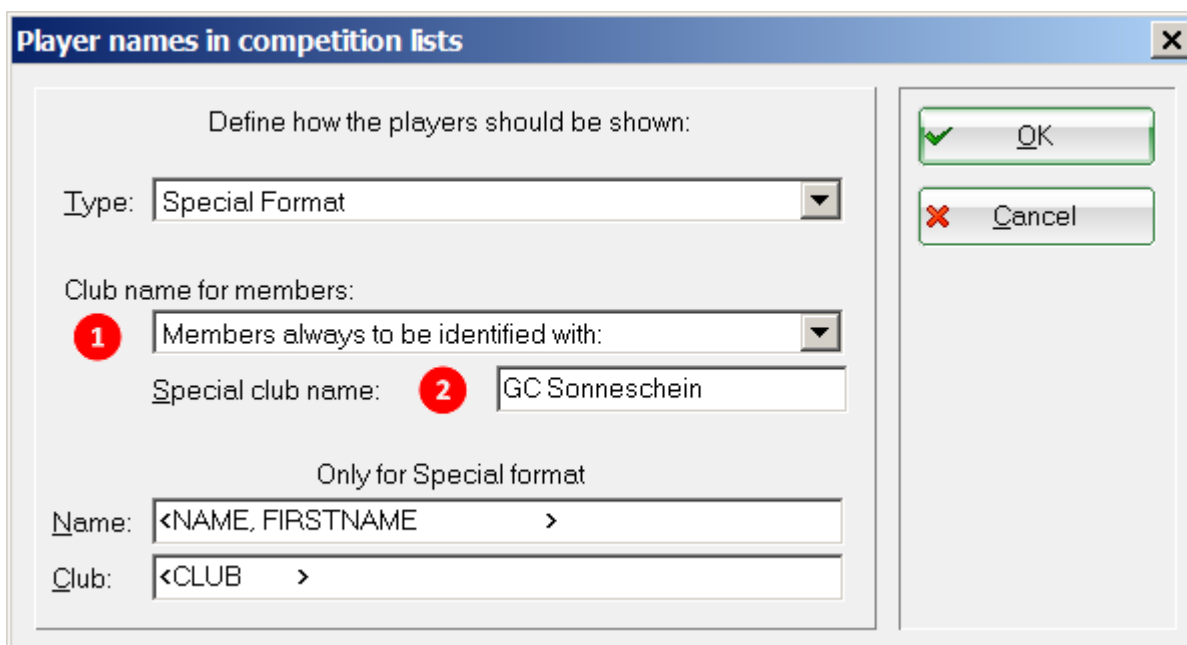 Player names in competition lists
Define how the players should be shown:
OK
Type: Special Format
Cancel
Club name for members:
1 Members always to be identified with:
Special club name: 2 GC Sonneschein
Only for Special format
Name: <NAME, FIRSTNAME >
Club: <CLUB >